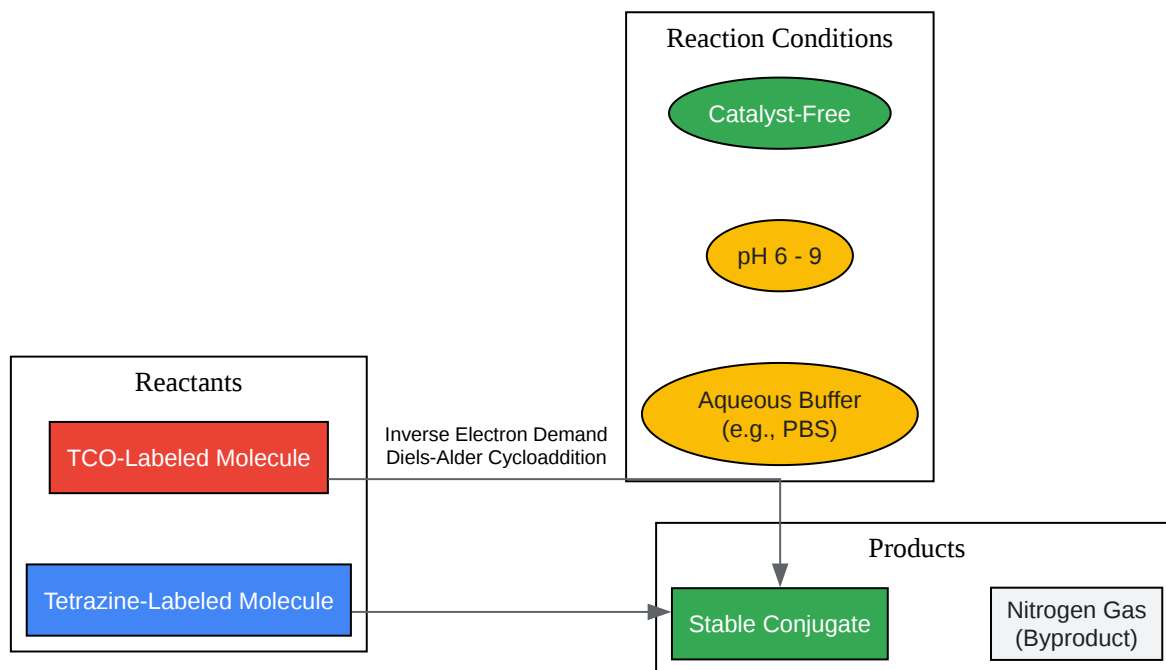 Reaction Conditions
Catalyst-Free
pH 6 - 9
Aqueous Buffer
(e.g., PBS)
Reactants
TCO-Labeled Molecule
Tetrazine-Labeled Molecule
Inverse Electron Demand
Diels-Alder Cycloaddition
Products
Stable Conjugate
Nitrogen Gas
(Byproduct)